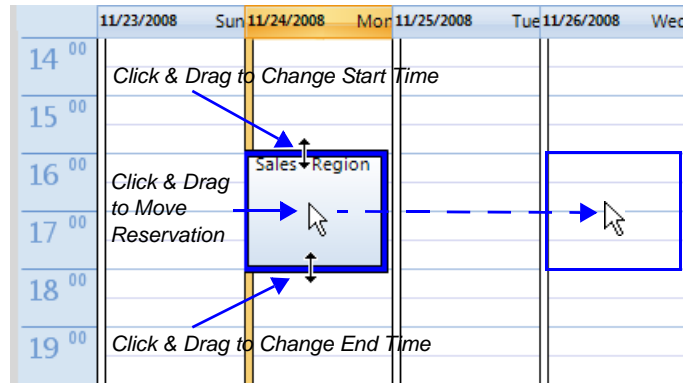 11/23/2008 Sun 11/24/2008 Mon 11/25/2008 Tue 11/26/2008 Wed
14 00
Click & Drag to Change Start Time
15 00
16 00
Sales Region
Click & Drag
to Move
Reservation
17 00
18 00
19 00
Click & Drag to Change End Time